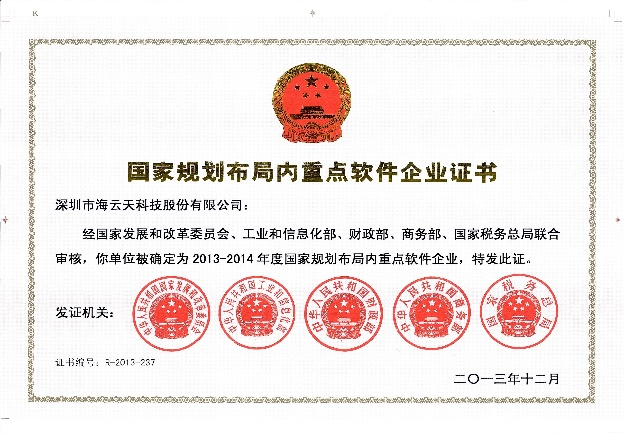 K
国家规划布局内重点软件企业证书
深圳市海云天科技股份有限公司：
经国家发展和改革委员会、工业和信息化部、财政部、商务部、国家税务总局联合
审核，你单位被确定为2013-2014年度国家规划布局内重点软件企业，特发此证。
发证机关：
中华人民共和国国家发展和改革委员会
中华人民共和国工业和信息化部
中华人民共和国财政部
中华人民共和国商务部
国家税务总局
证书编号：R-2013-237
二〇一三年十二月